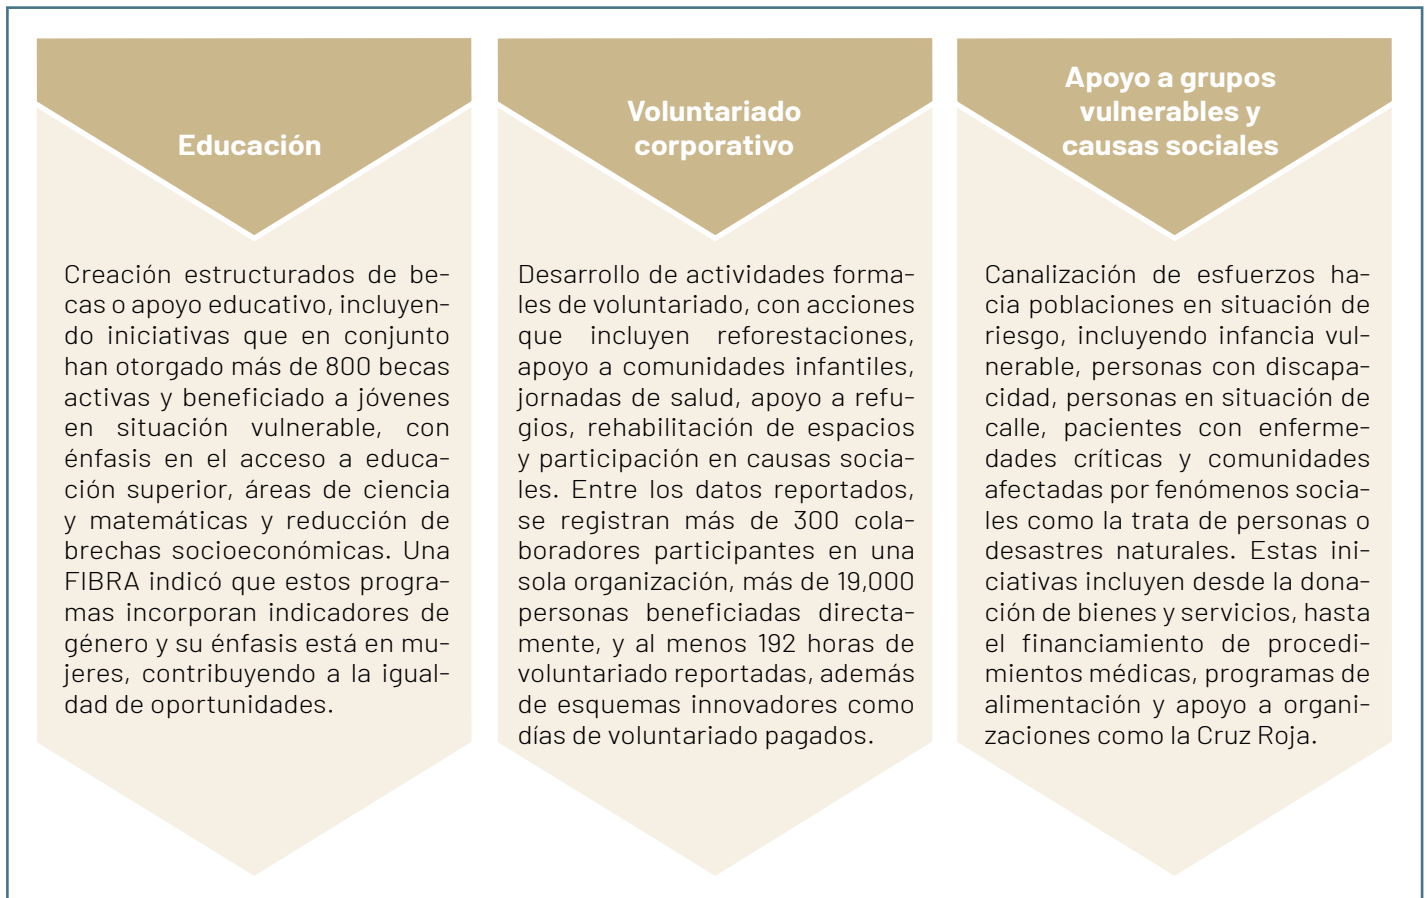 Educación
Creación estructurados de be-
cas o apoyo educativo, incluyen-
do iniciativas que en conjunto
han otorgado más de 800 becas
activas y beneficiado a jóvenes
en situación vulnerable, con
énfasis en el acceso a educa-
ción superior, áreas de ciencia
y matemáticas y reducción de
brechas socioeconómicas. Una
FIBRA indicó que estos progra-
mas incorporan indicadores de
género y su énfasis está en mu-
jeres, contribuyendo a la igual-
dad de oportunidades.
Voluntariado
corporativo
Desarrollo de actividades forma-
les de voluntariado, con acciones
que incluyen reforestaciones,
apoyo a comunidades infantiles,
jornadas de salud, apoyo a refu-
gios, rehabilitación de espacios
y participación en causas socia-
les. Entre los datos reportados,
se registran más de 300 cola-
boradores participantes en una
sola organización, más de 19,000
personas beneficiadas directa-
mente, y al menos 192 horas de
voluntariado reportadas, además
de esquemas innovadores como
días de voluntariado pagados.
Apoyo a grupos
vulnerables y
causas sociales
Canalización de esfuerzos ha-
cia poblaciones en situación de
riesgo, incluyendo infancia vul-
nerable, personas con discapa-
cidad, personas en situación de
calle, pacientes con enferme-
dades críticas y comunidades
afectadas por fenómenos socia-
les como la trata de personas o
desastres naturales. Estas ini-
ciativas incluyen desde la dona-
ción de bienes y servicios, hasta
el financiamiento de procedi-
mientos médicas, programas de
alimentación y apoyo a organi-
zaciones como la Cruz Roja.